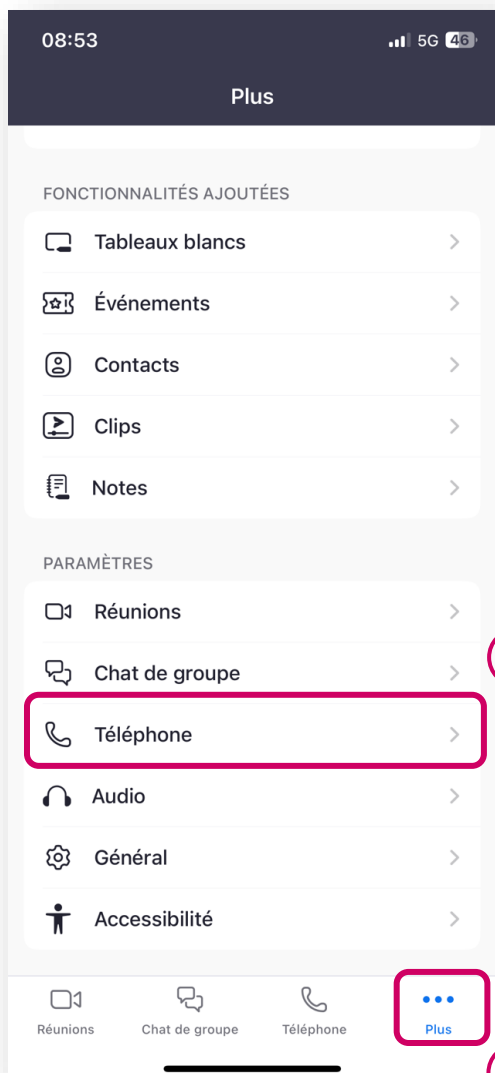 08:53 5G 46
Plus
FONCTIONNALITÉS AJOUTÉES
Tableaux blancs
Événements
Contacts
Clips
Notes
PARAMÈTRES
Réunions
Chat de groupe
Téléphone
Audio
Général
Accessibilité
Réunions Chat de groupe Téléphone Plus